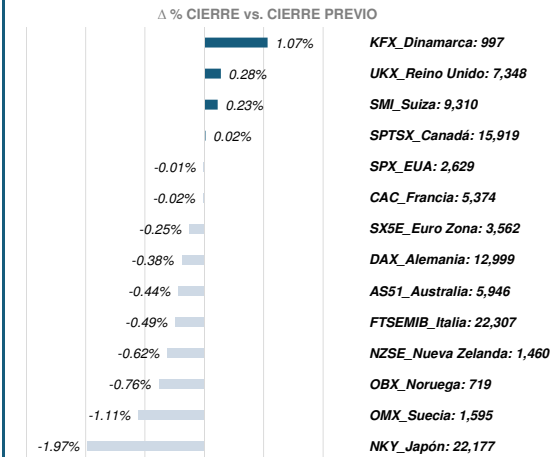 Δ % CIERRE vs. CIERRE PREVIO
1.07% KFX_Dinamarca: 997
0.28% UKX_Reino Unido: 7,348
0.23% SMI_Suiza: 9,310
0.02% SPTSX_Canadá: 15,919
-0.01% SPX_EUA: 2,629
-0.02% CAC_Francia: 5,374
-0.25% SX5E_Euro Zona: 3,562
-0.38% DAX_Alemania: 12,999
-0.44% AS51_Australia: 5,946
-0.49% FTSEMIB_Italia: 22,307
-0.62% NZSE_Nueva Zelanda: 1,460
-0.76% OBX_Noruega: 719
-1.11% OMX_Suecia: 1,595
-1.97% NKY_Japón: 22,177